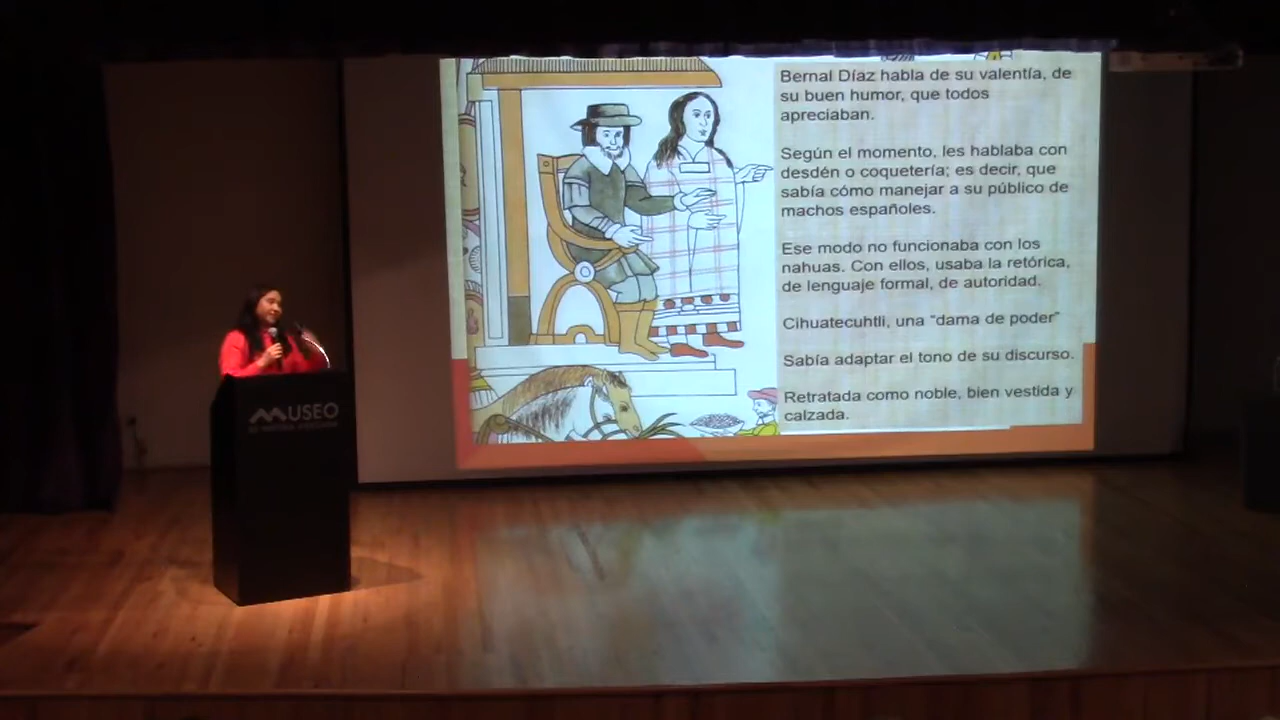 Bernal Díaz habla de su valentía, de
su buen humor, que todos
apreciaban.
Según el momento, les hablaba con
desdén o coquetería; es decir, que
sabía cómo manejar a su público de
machos españoles.
Ese modo no funcionaba con los
nahuas. Con ellos, usaba la retórica,
de lenguaje formal, de autoridad.
Cihuatecuhtli, una “dama de poder”
Sabía adaptar el tono de su discurso.
Retratada como noble, bien vestida y
calzada.
MUSEO